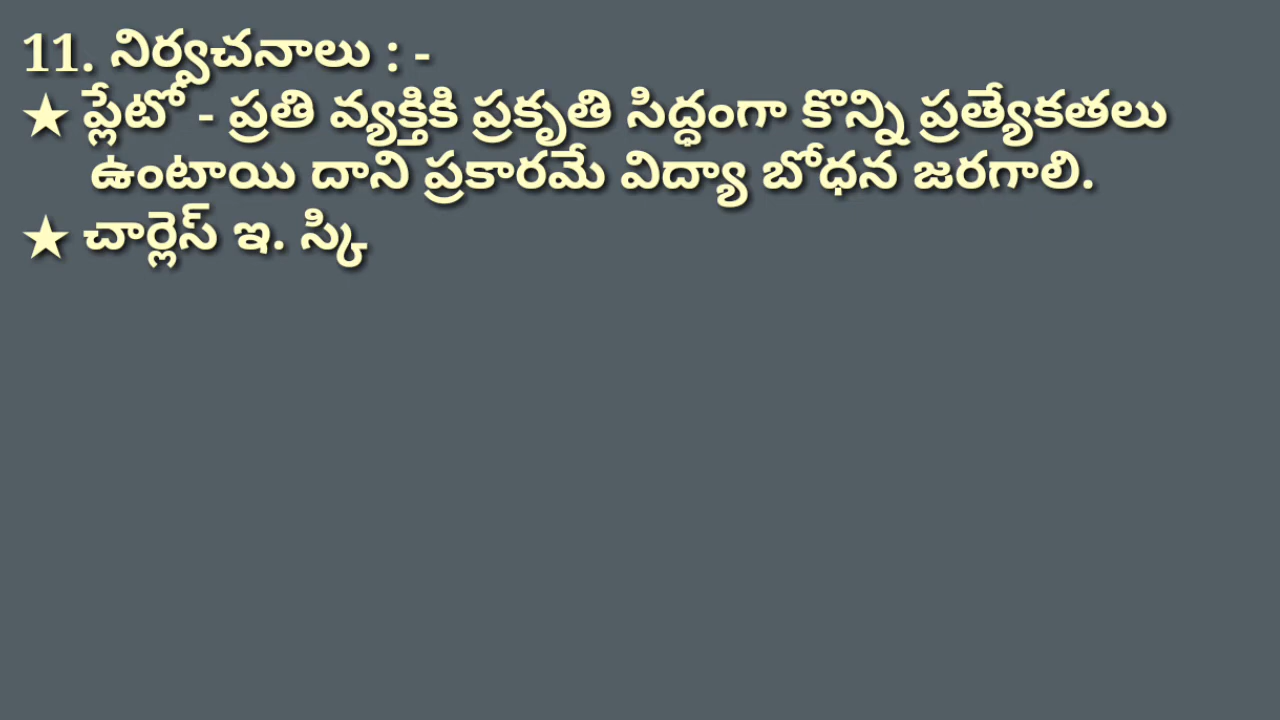 11. నిర్వచనాలు : -
★ ప్లేటో - ప్రతి వ్యక్తికి ప్రకృతి సిద్ధంగా కొన్ని ప్రత్యేకతలు
ఉంటాయి దాని ప్రకారమే విద్యా బోధన జరగాలి.
★ చార్లెస్ ఇ. స్కి